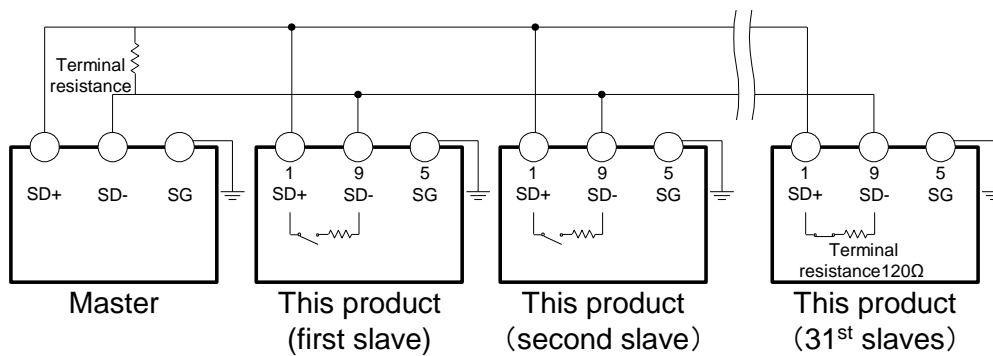 Terminal
resistance
1 9 5
1 9 5
1 9 5
SD+ SD- SG
SD+ SD- SG
SD+ SD- SG
SD+ SD- SG
Terminal
resistance120Ω
Master
This product
(first slave)
This product
（second slave）
This product
（31st slaves）